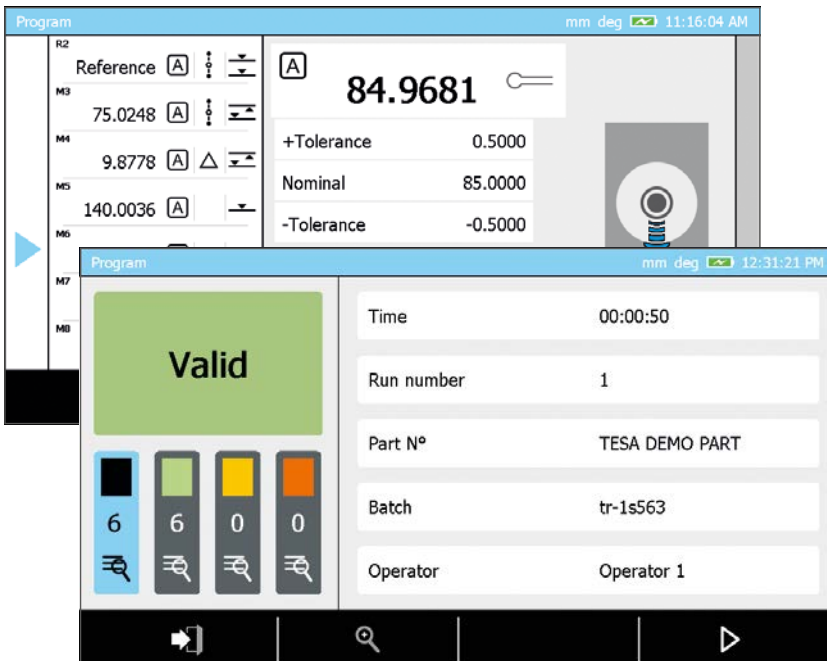 Program mm deg 11:16:04 AM
R2
Reference A
M3
75.0248 A
M4
9.8778 A
M5
140.0036 A
M6
M7
M8
A
84.9681
+Tolerance 0.5000
Nominal 85.0000
-Tolerance -0.5000
Program mm deg 12:31:21 PM
Valid
6 6 0 0
Time 00:00:50
Run number 1
Part Nº TESA DEMO PART
Batch tr-1s563
Operator Operator 1